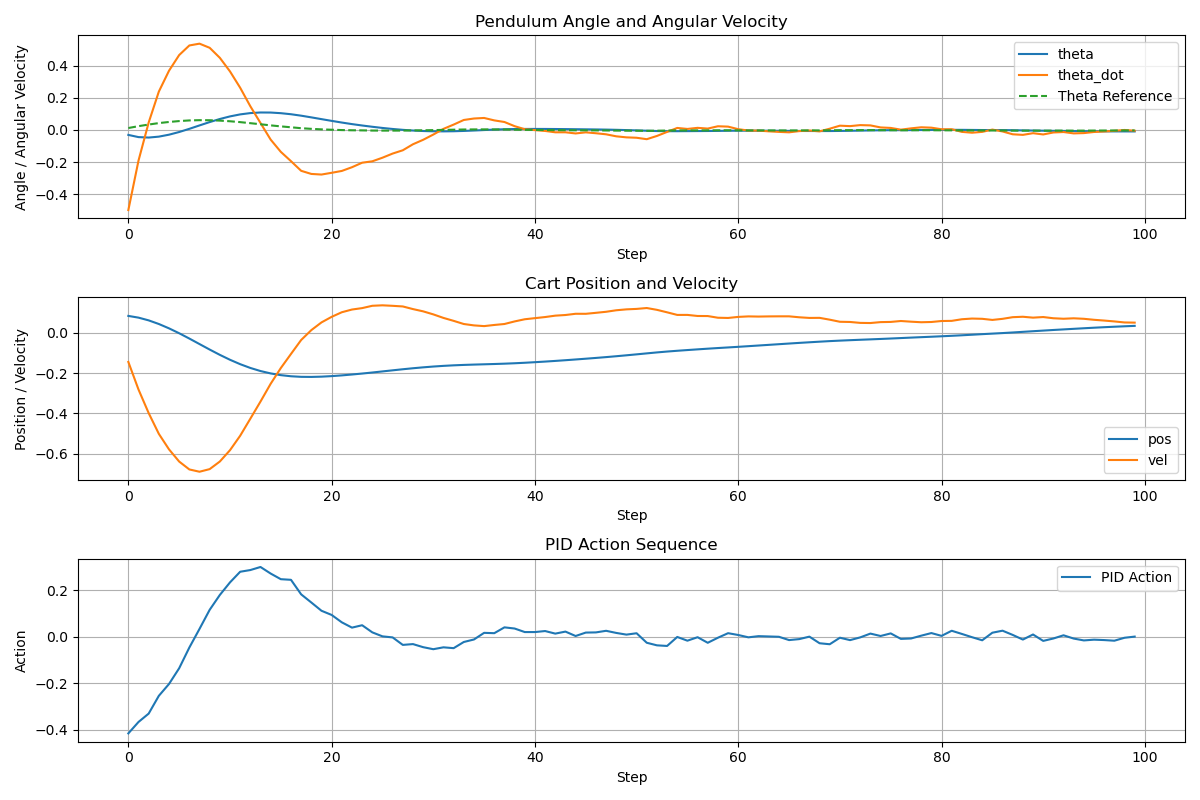 Pendulum Angle and Angular Velocity
Angle / Angular Velocity
0.4
0.2
0.0
−0.2
−0.4
theta
theta_dot
Theta Reference
0 20 40 60 80 100
Step
Cart Position and Velocity
Position / Velocity
0.0
−0.2
−0.4
−0.6
pos
vel
0 20 40 60 80 100
Step
PID Action Sequence
Action
0.2
0.0
−0.2
−0.4
PID Action
0 20 40 60 80 100
Step